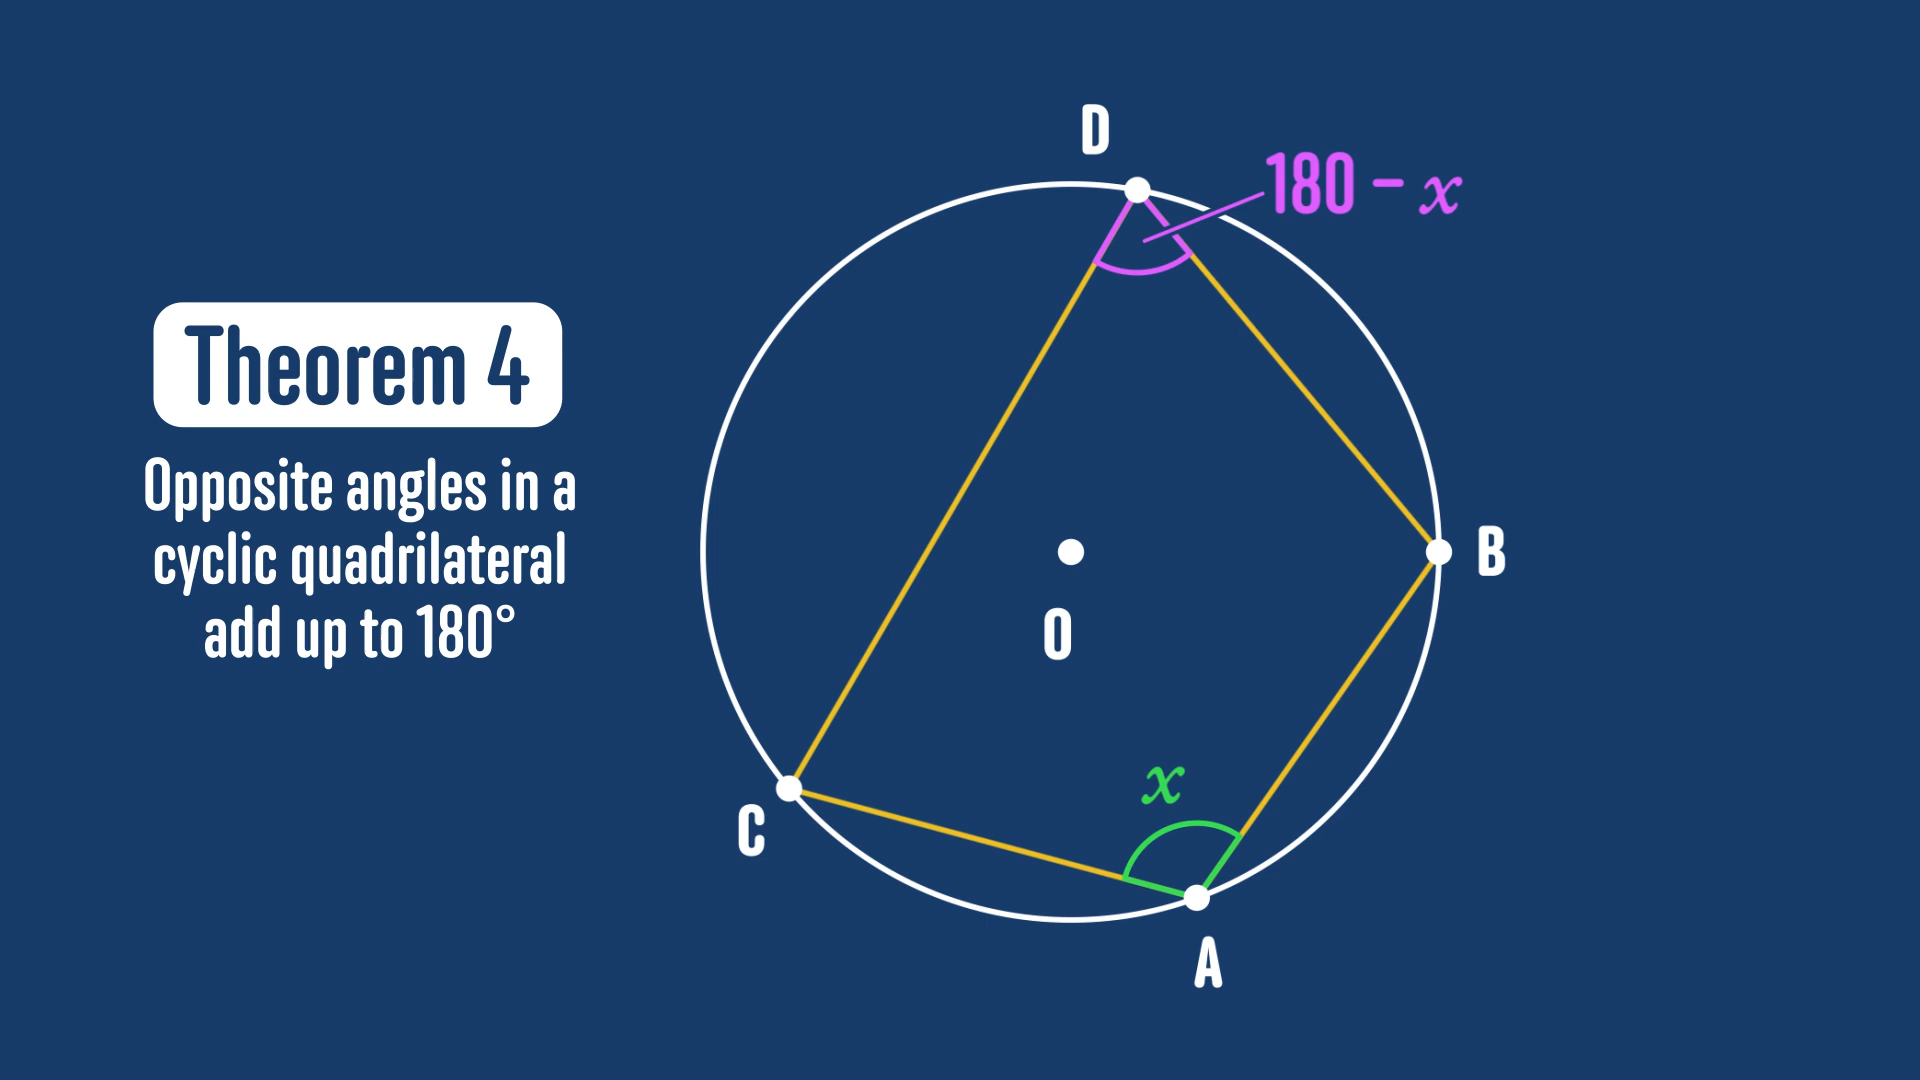 Theorem 4
Opposite angles in a
cyclic quadrilateral
add up to 180°
D
180 − x
B
O
x
C
A